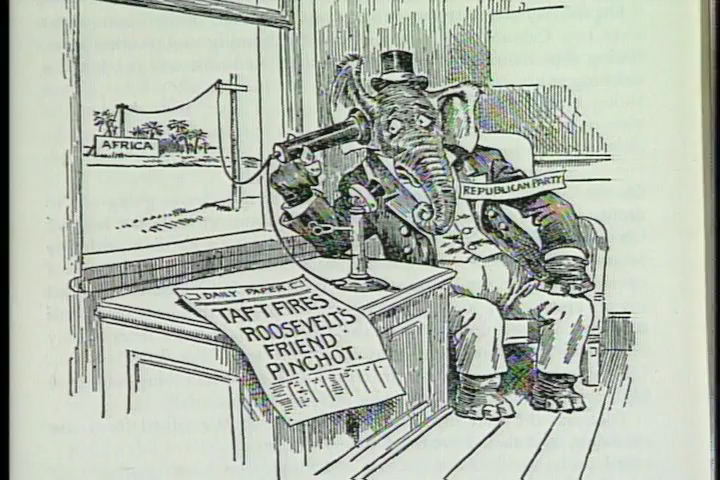 AFRICA
REPUBLICAN PARTY
DAILY PAPER
TAFT FIRES
ROOSEVELT'S
FRIEND
PINCHOT.